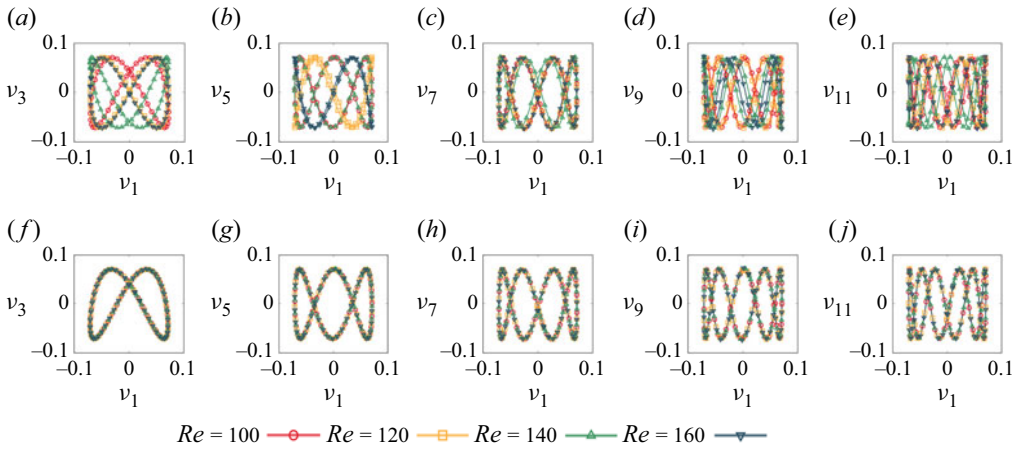 (a) (b) (c) (d) (e)
0.1 0.1 0.1 0.1 0.1
ν3 0 ν5 0 ν7 0 ν9 0 ν11 0
–0.1 –0.1 –0.1 –0.1 –0.1
–0.1 0 0.1 –0.1 0 0.1 –0.1 0 0.1 –0.1 0 0.1 –0.1 0 0.1
ν1 ν1 ν1 ν1 ν1
(f) (g) (h) (i) (j)
0.1 0.1 0.1 0.1 0.1
ν3 0 ν5 0 ν7 0 ν9 0 ν11 0
–0.1 –0.1 –0.1 –0.1 –0.1
–0.1 0 0.1 –0.1 0 0.1 –0.1 0 0.1 –0.1 0 0.1 –0.1 0 0.1
ν1 ν1 ν1 ν1 ν1
Re = 100 Re = 120 Re = 140 Re = 160